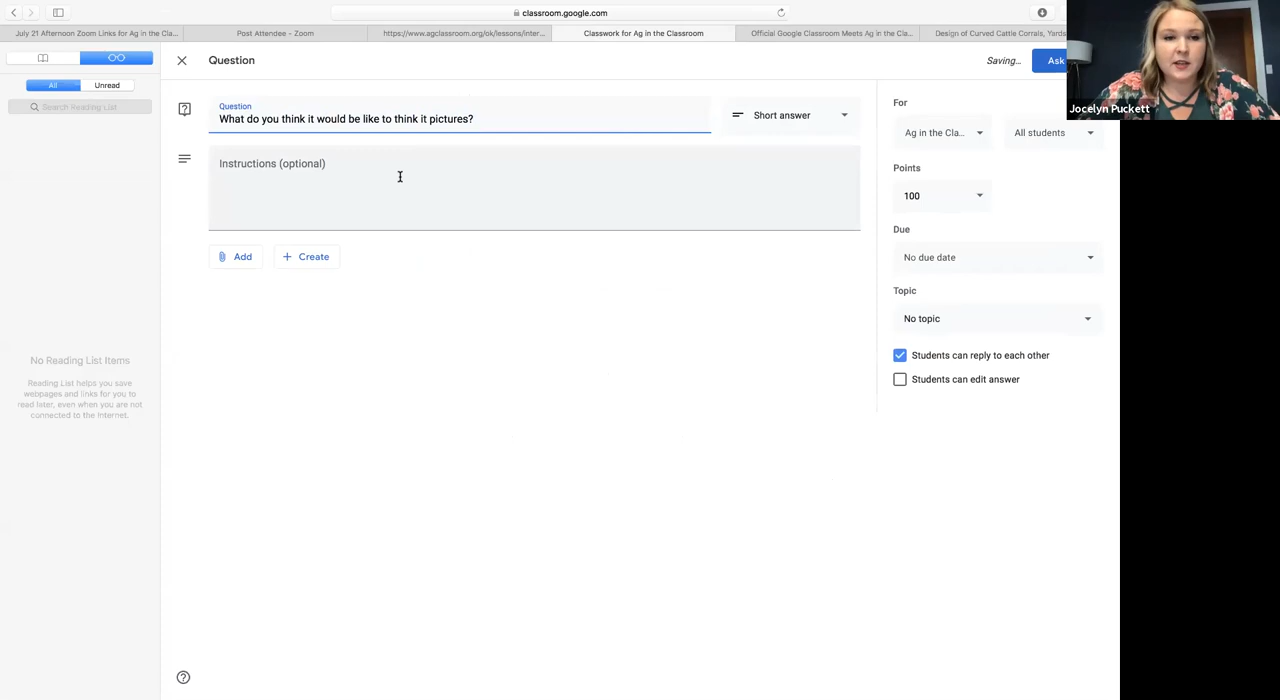 classroom.google.com
July 21 Afternoon Zoom Links for Ag in the Cla...
Post Attendee - Zoom
https://www.agclassroom.org/ok/lessons/inter...
Classwork for Ag in the Classroom
Official Google Classroom Meets Ag in the Cla...
Design of Curved Cattle Corrals, Yards
All
Unread
Search Reading List
No Reading List Items
Reading List helps you save
webpages and links for you to
read later, even when you are not
connected to the Internet.
Question
Saving...
Ask
Question
What do you think it would be like to think it pictures?
Short answer
Instructions (optional)
Add
Create
For
Ag in the Cla...
All students
Points
100
Due
No due date
Topic
No topic
Students can reply to each other
Students can edit answer
Jocelyn Puckett